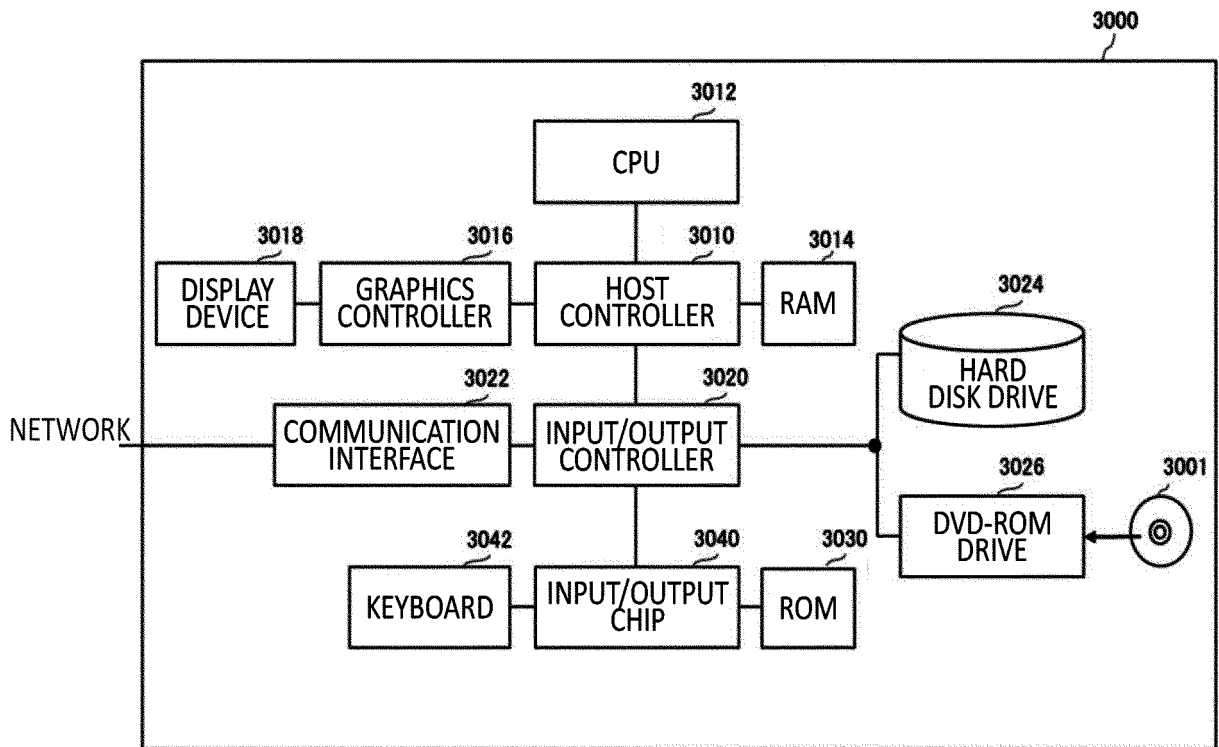 3000
3012
CPU
3018
3016
3010
3014
DISPLAY
DEVICE
GRAPHICS
CONTROLLER
HOST
CONTROLLER
RAM
3024
HARD
DISK DRIVE
3022
3020
NETWORK
COMMUNICATION
INTERFACE
INPUT/OUTPUT
CONTROLLER
3026
3001
DVD-ROM
DRIVE
3042
3040
3030
KEYBOARD
INPUT/OUTPUT
CHIP
ROM